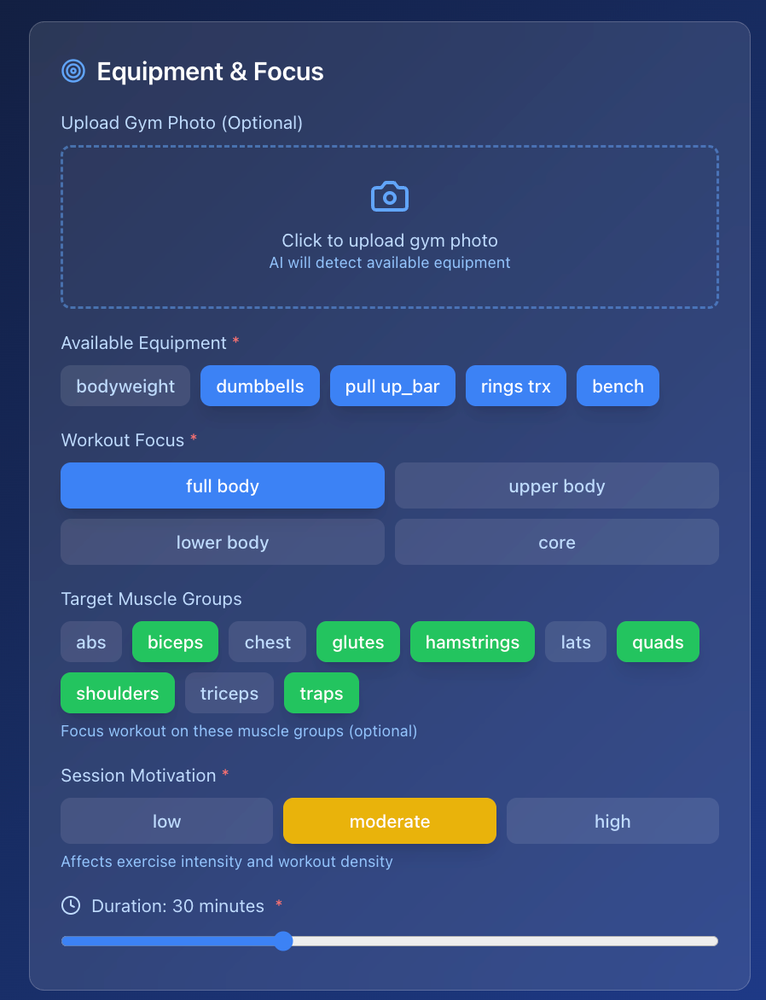 Equipment & Focus
Upload Gym Photo (Optional)
Click to upload gym photo
AI will detect available equipment
Available Equipment *
bodyweight dumbbells pull up_bar rings trx bench
Workout Focus *
full body upper body
lower body core
Target Muscle Groups
abs biceps chest glutes hamstrings lats quads
shoulders triceps traps
Focus workout on these muscle groups (optional)
Session Motivation *
low moderate high
Affects exercise intensity and workout density
Duration: 30 minutes *